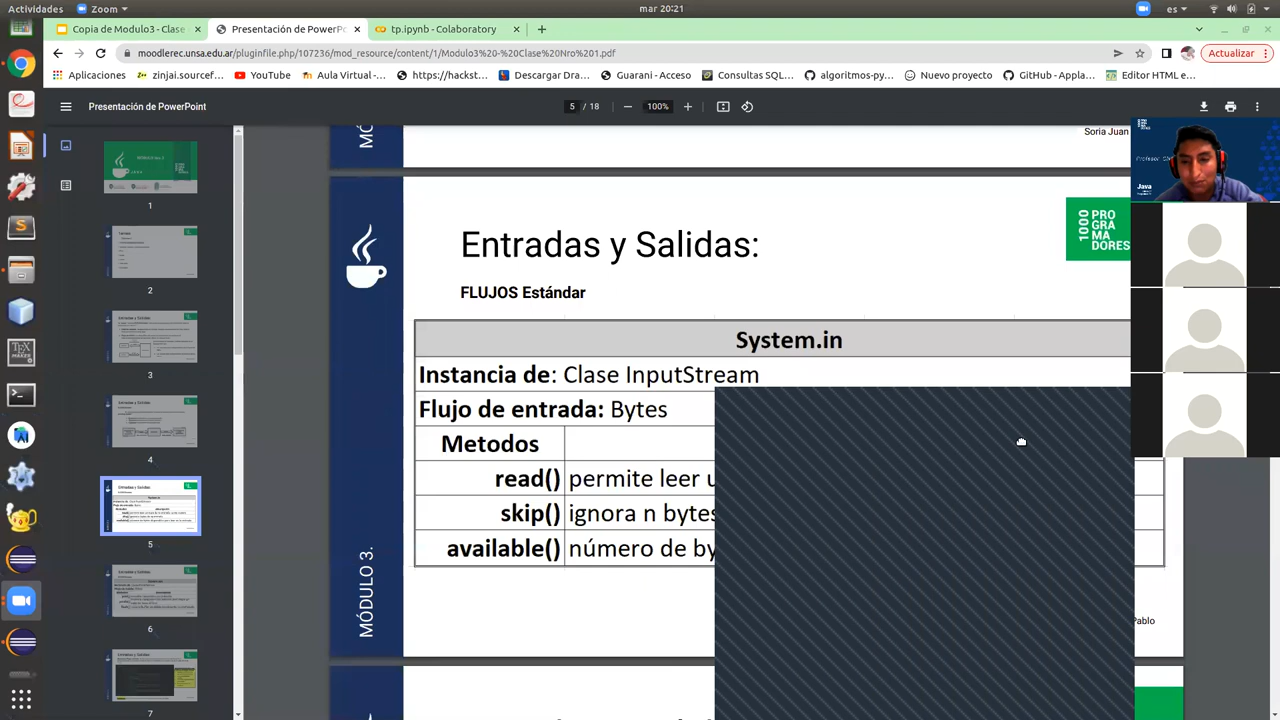 Actividades
Zoom
mar 20:21
es
Copia de Modulo3 - Clase
Presentación de PowerPo
tp.ipynb - Colaboratory
moodlerec.unsa.edu.ar/pluginfile.php/107236/mod_resource/content/1/Modulo3%20-%20Clase%20Nro%201.pdf
Actualizar
Aplicaciones
zinjai.sourcef...
YouTube
Aula Virtual -...
https://hackst...
Descargar Dra...
Guarani - Acceso
Consultas SQL...
algoritmos-py...
Nuevo proyecto
GitHub - Appla...
Editor HTML e...
Presentación de PowerPoint
5 / 18
100%
Soria Juan
Java
1000
PRO
GRA
MA
DORES
Entradas y Salidas:
FLUJOS Estándar
System.in
Instancia de: Clase InputStream
Flujo de entrada: Bytes
Metodos
read() permite leer u
skip() ignora n bytes
available() número de by
MÓDULO 3.
Pablo
1
2
3
4
5
6
7